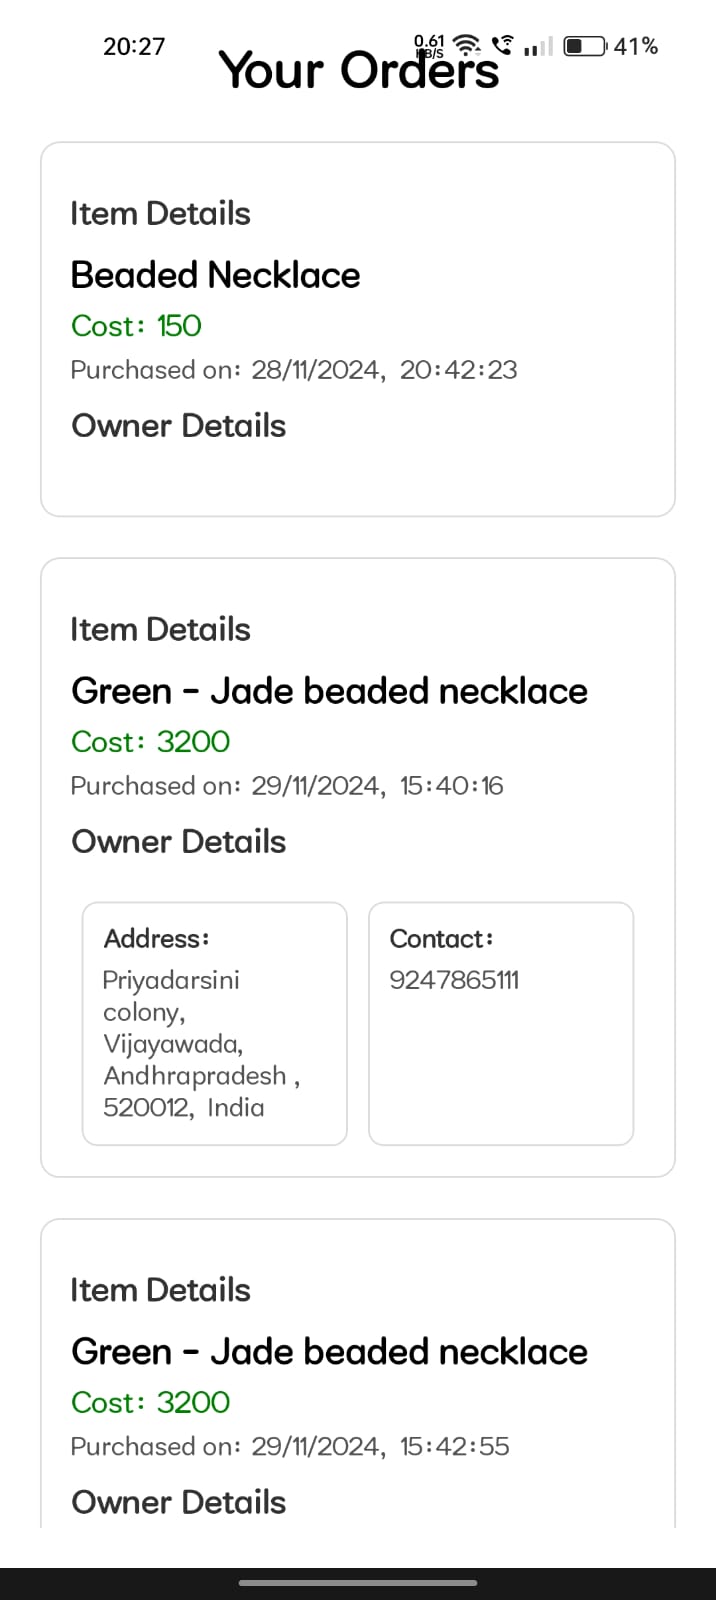 20:27
0.61
KB/S
41%
Your Orders
Item Details
Beaded Necklace
Cost: 150
Purchased on: 28/11/2024, 20:42:23
Owner Details
Item Details
Green - Jade beaded necklace
Cost: 3200
Purchased on: 29/11/2024, 15:40:16
Owner Details
Address:
Priyadarsini
colony,
Vijayawada,
Andhrapradesh ,
520012, India
Contact:
9247865111
Item Details
Green - Jade beaded necklace
Cost: 3200
Purchased on: 29/11/2024, 15:42:55
Owner Details